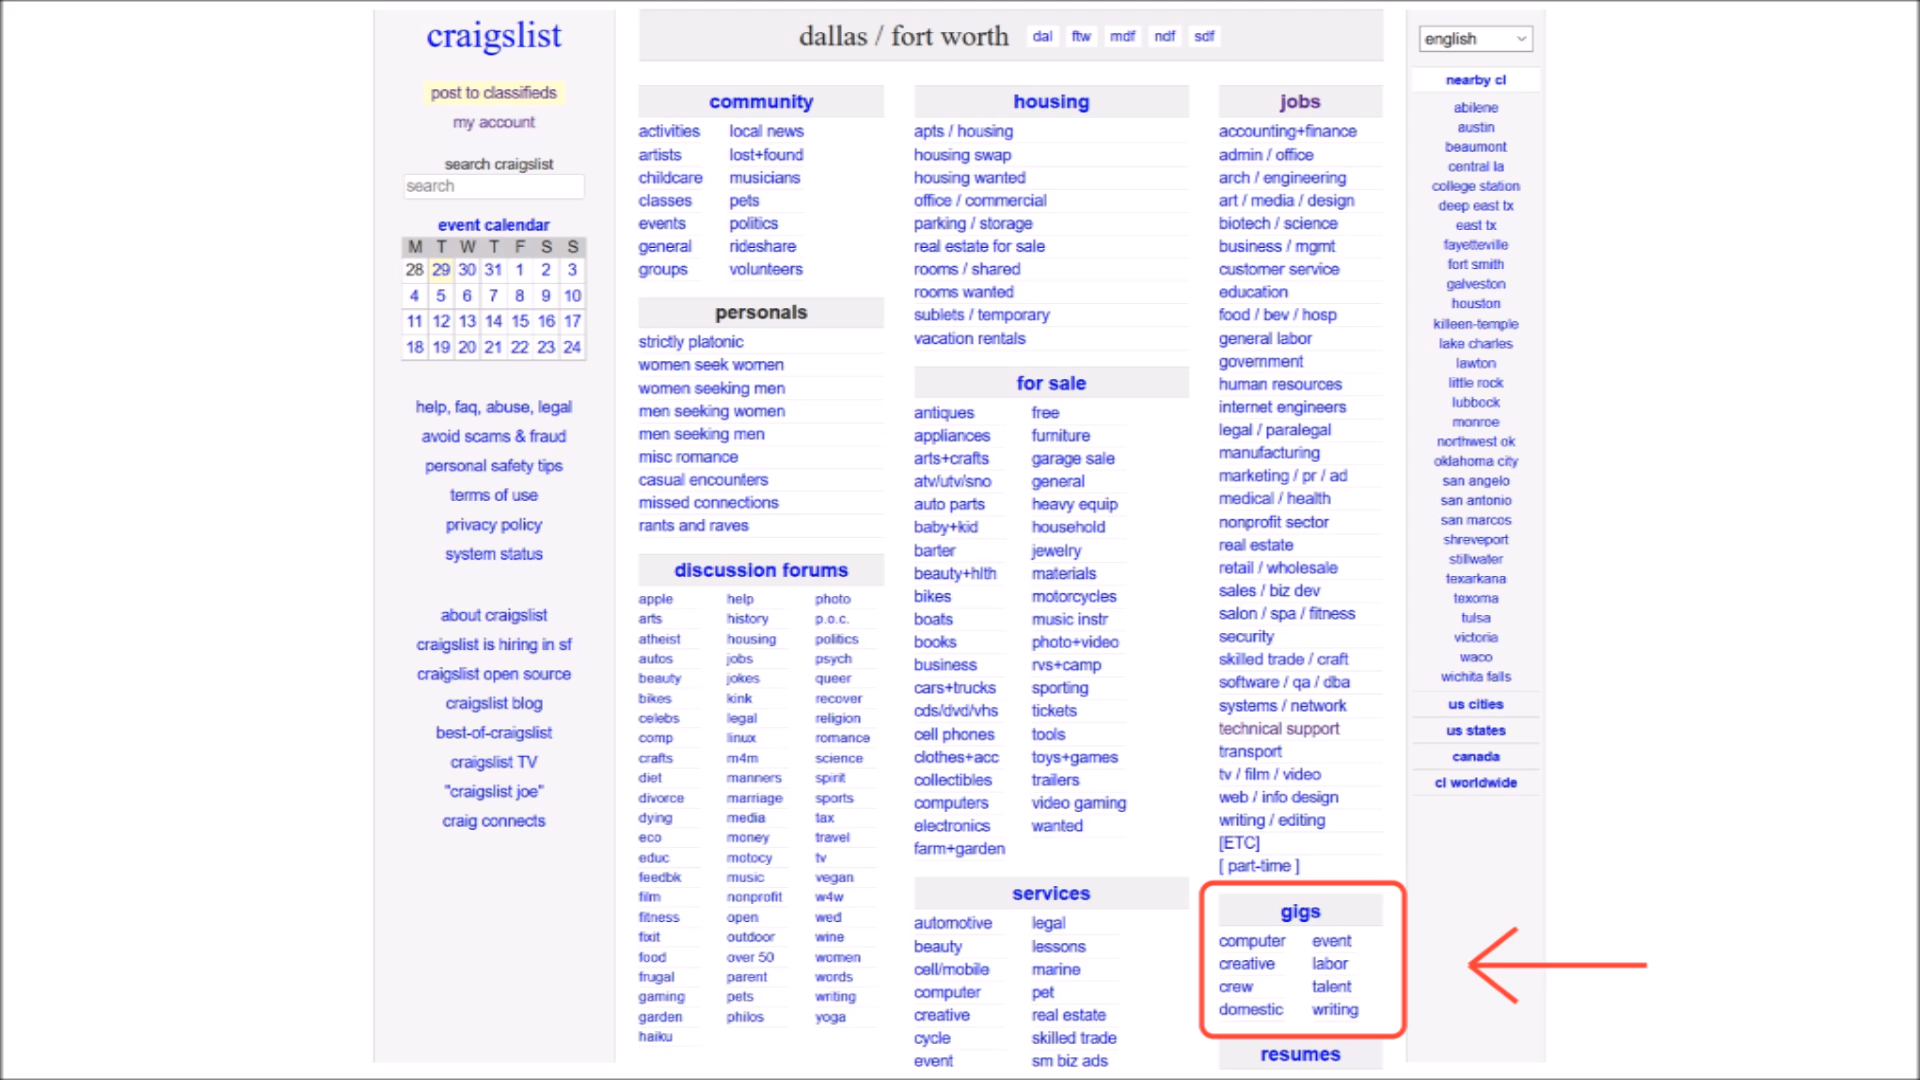 craigslist
post to classifieds
my account
search craigslist
search
event calendar
M T W T F S S
28 29 30 31 1 2 3
4 5 6 7 8 9 10
11 12 13 14 15 16 17
18 19 20 21 22 23 24
help, faq, abuse, legal
avoid scams & fraud
personal safety tips
terms of use
privacy policy
system status
about craigslist
craigslist is hiring in sf
craigslist open source
craigslist blog
best-of-craigslist
craigslist TV
"craigslist joe"
craig connects
dallas / fort worth dal ftw mdf ndf sdf
community
activities local news
artists lost+found
childcare musicians
classes pets
events politics
general rideshare
groups volunteers
personals
strictly platonic
women seek women
women seeking men
men seeking women
men seeking men
misc romance
casual encounters
missed connections
rants and raves
discussion forums
apple help photo
arts history p.o.c.
atheist housing politics
autos jobs psych
beauty jokes queer
bikes kink recover
celebs legal religion
comp linux romance
crafts m4m science
diet manners spirit
divorce marriage sports
dying media tax
eco money travel
educ motocy tv
feedbk music vegan
film nonprofit w4w
fitness open wed
fixit outdoor wine
food over 50 women
frugal parent words
gaming pets writing
garden philos yoga
haiku
housing
apts / housing
housing swap
housing wanted
office / commercial
parking / storage
real estate for sale
rooms / shared
rooms wanted
sublets / temporary
vacation rentals
for sale
antiques free
appliances furniture
arts+crafts garage sale
atv/utv/sno general
auto parts heavy equip
baby+kid household
barter jewelry
beauty+hlth materials
bikes motorcycles
boats music instr
books photo+video
business rvs+camp
cars+trucks sporting
cds/dvd/vhs tickets
cell phones tools
clothes+acc toys+games
collectibles trailers
computers video gaming
electronics wanted
farm+garden
services
automotive legal
beauty lessons
cell/mobile marine
computer pet
creative real estate
cycle skilled trade
event sm biz ads
jobs
accounting+finance
admin / office
arch / engineering
art / media / design
biotech / science
business / mgmt
customer service
education
food / bev / hosp
general labor
government
human resources
internet engineers
legal / paralegal
manufacturing
marketing / pr / ad
medical / health
nonprofit sector
real estate
retail / wholesale
sales / biz dev
salon / spa / fitness
security
skilled trade / craft
software / qa / dba
systems / network
technical support
transport
tv / film / video
web / info design
writing / editing
[ETC]
[ part-time ]
gigs
computer event
creative labor
crew talent
domestic writing
resumes
english
nearby cl
abilene
austin
beaumont
central la
college station
deep east tx
east tx
fayetteville
fort smith
galveston
houston
killeen-temple
lake charles
lawton
little rock
lubbock
monroe
northwest ok
oklahoma city
san angelo
san antonio
san marcos
shreveport
stillwater
texarkana
texoma
tulsa
victoria
waco
wichita falls
us cities
us states
canada
cl worldwide